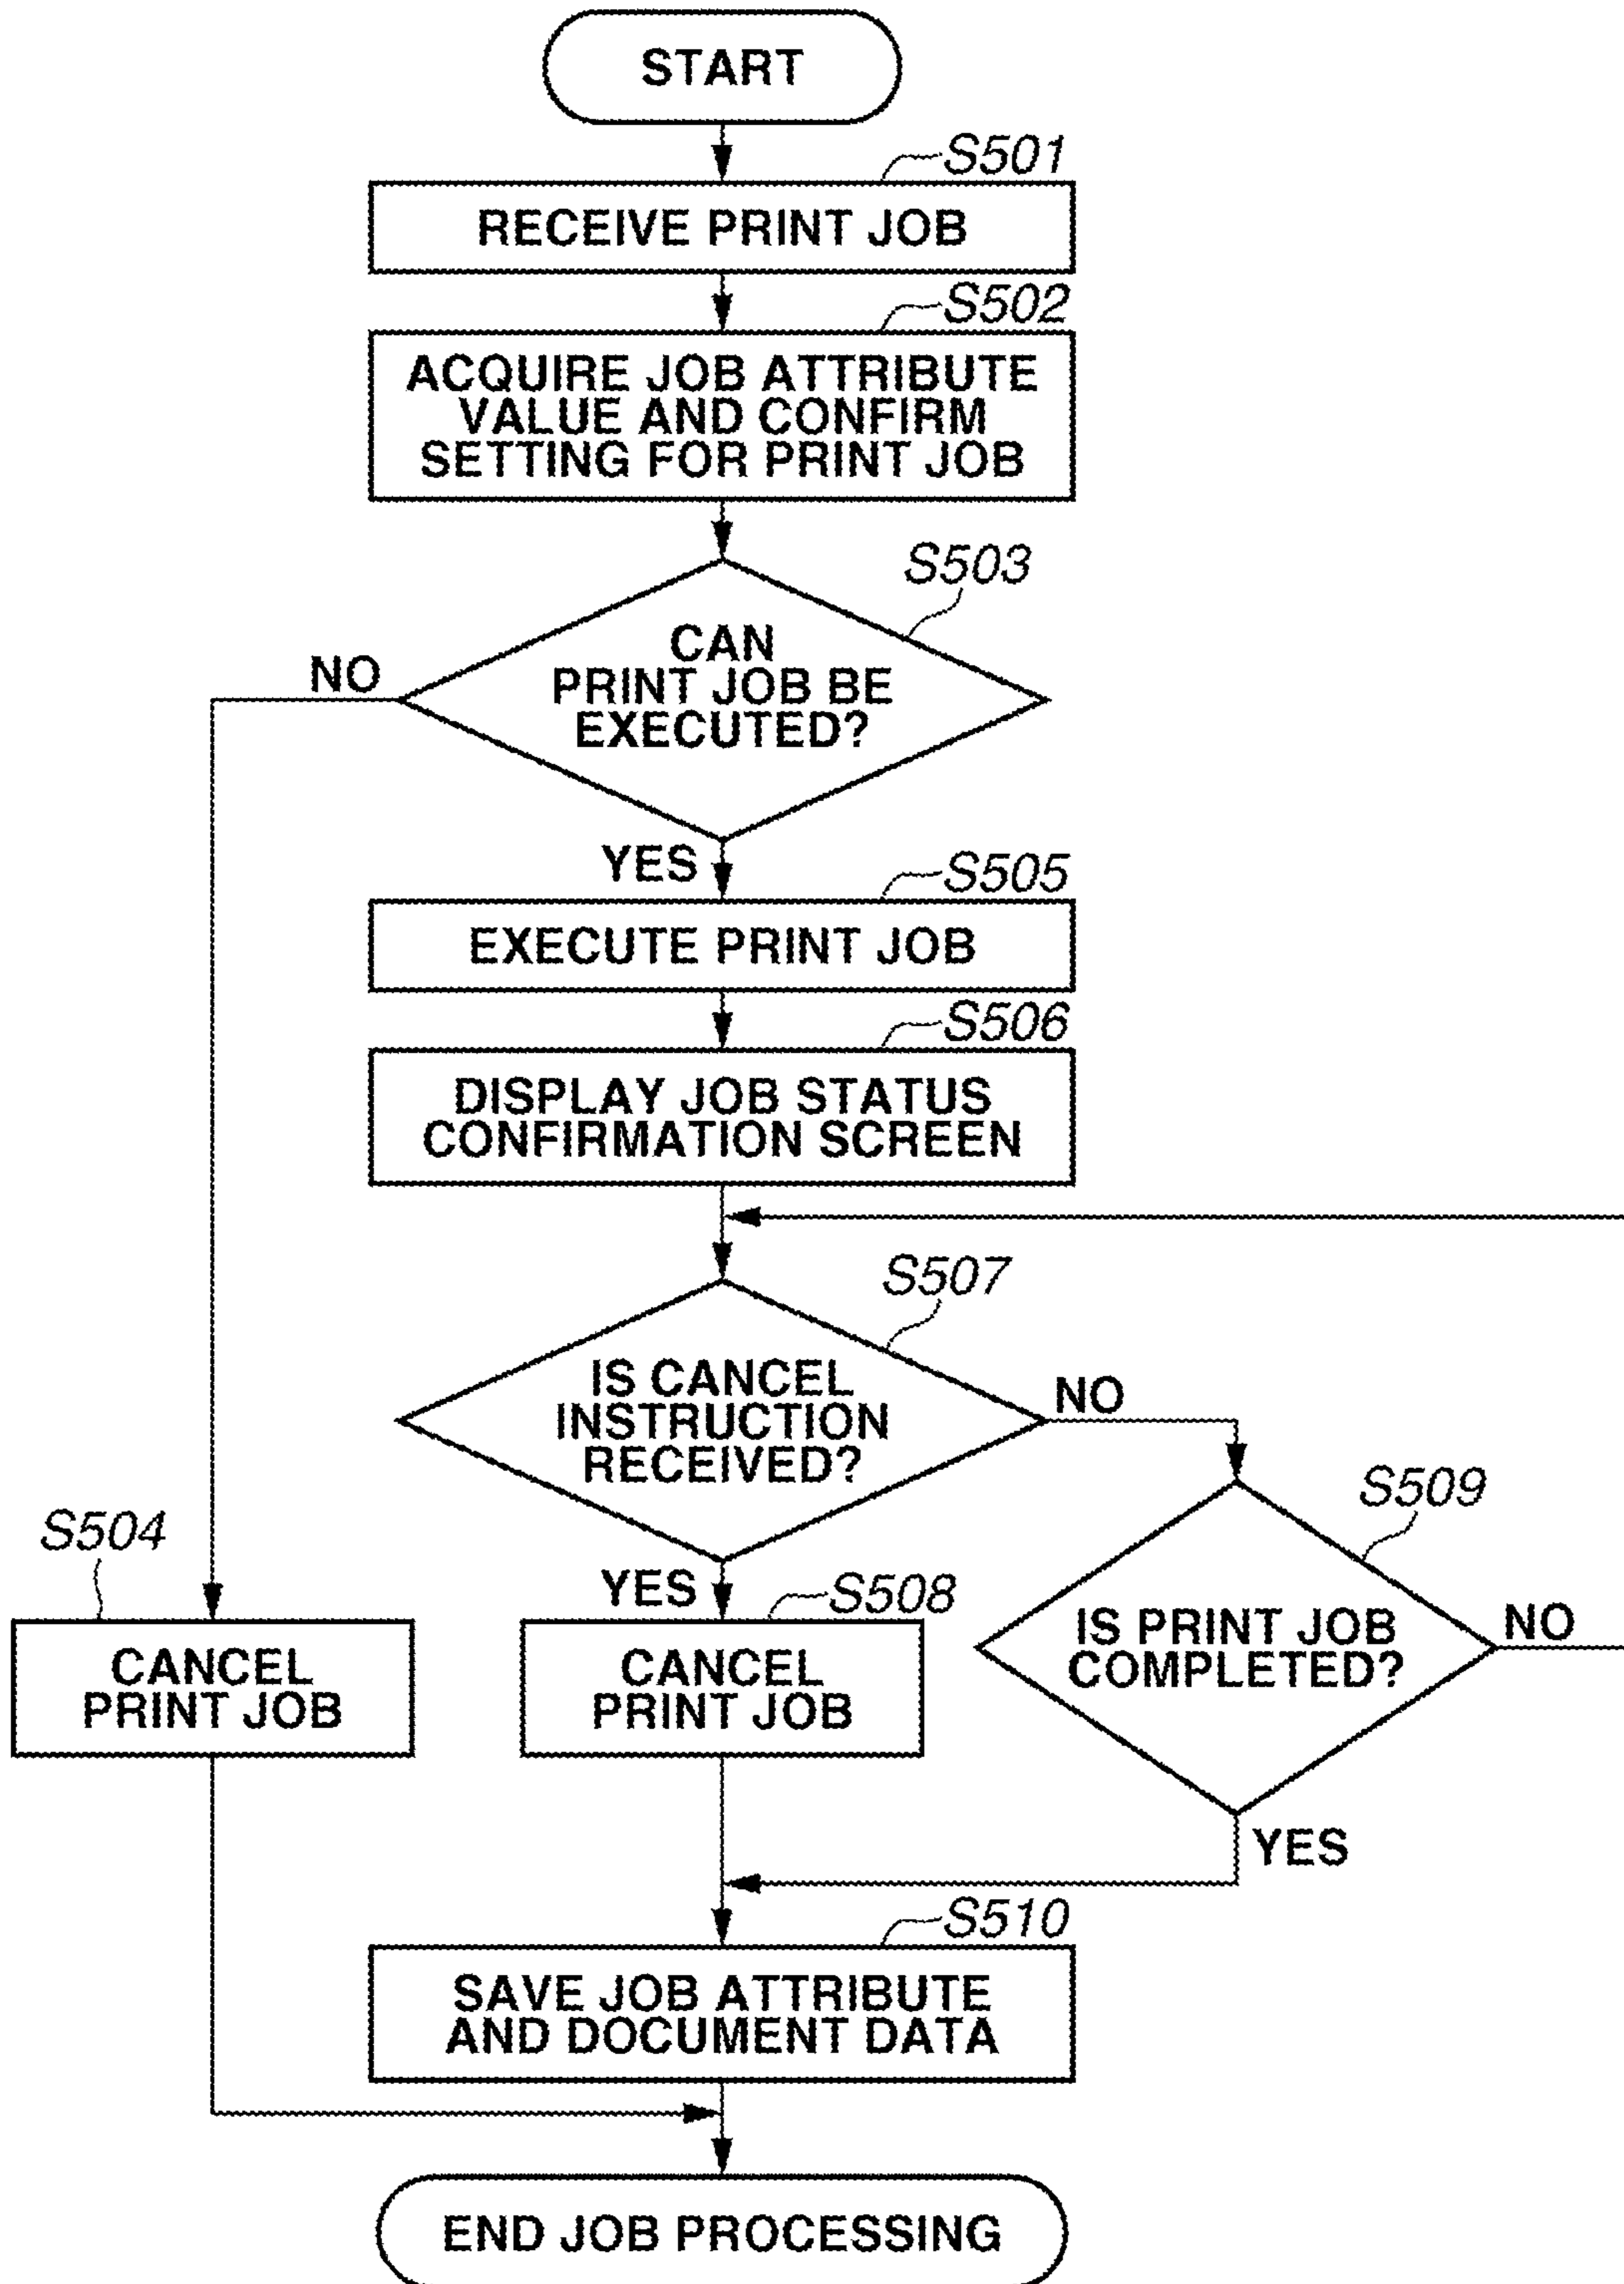 START
S501
RECEIVE PRINT JOB
S502
ACQUIRE JOB ATTRIBUTE
VALUE AND CONFIRM
SETTING FOR PRINT JOB
S503
CAN
PRINT JOB BE
EXECUTED?
NO
YES
S505
EXECUTE PRINT JOB
S506
DISPLAY JOB STATUS
CONFIRMATION SCREEN
S507
IS CANCEL
INSTRUCTION
RECEIVED?
NO
YES
S504
CANCEL
PRINT JOB
S508
CANCEL
PRINT JOB
S509
IS PRINT JOB
COMPLETED?
NO
YES
S510
SAVE JOB ATTRIBUTE
AND DOCUMENT DATA
END JOB PROCESSING